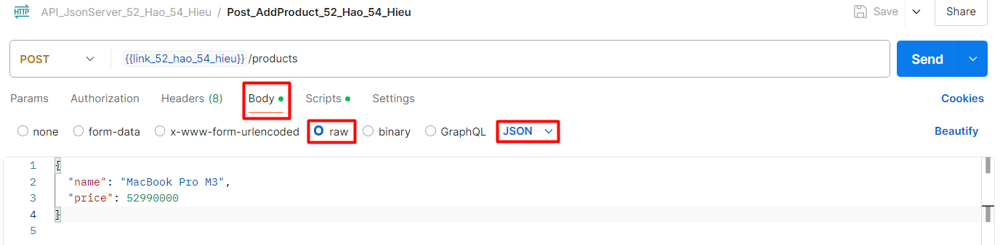 HTTP API_JsonServer_52_Hao_54_Hieu / Post_AddProduct_52_Hao_54_Hieu Save Share
POST {{link_52_hao_54_hieu}} /products Send
Params Authorization Headers (8) Body Scripts Settings Cookies
none form-data x-www-form-urlencoded raw binary GraphQL JSON Beautify
1 {
2 "name": "MacBook Pro M3",
3 "price": 52990000
4 }
5